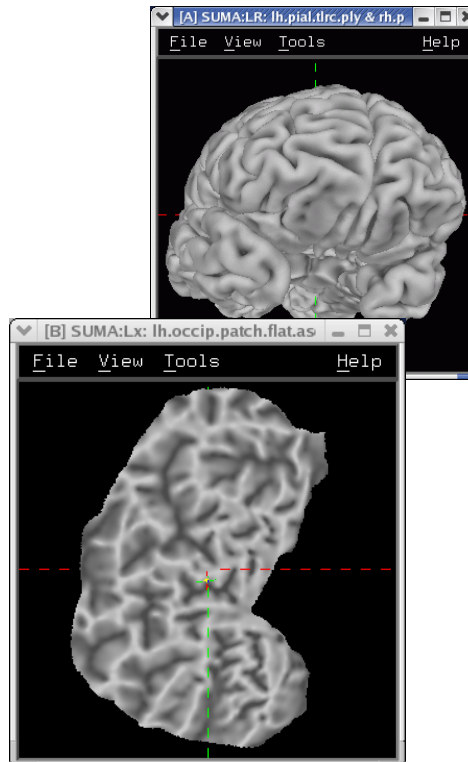 [A] SUMA:LR: lh.pial.tlrc.ply & rh.p
File View Tools Help
[B] SUMA:Lx: lh.occip.patch.flat.as
File View Tools Help